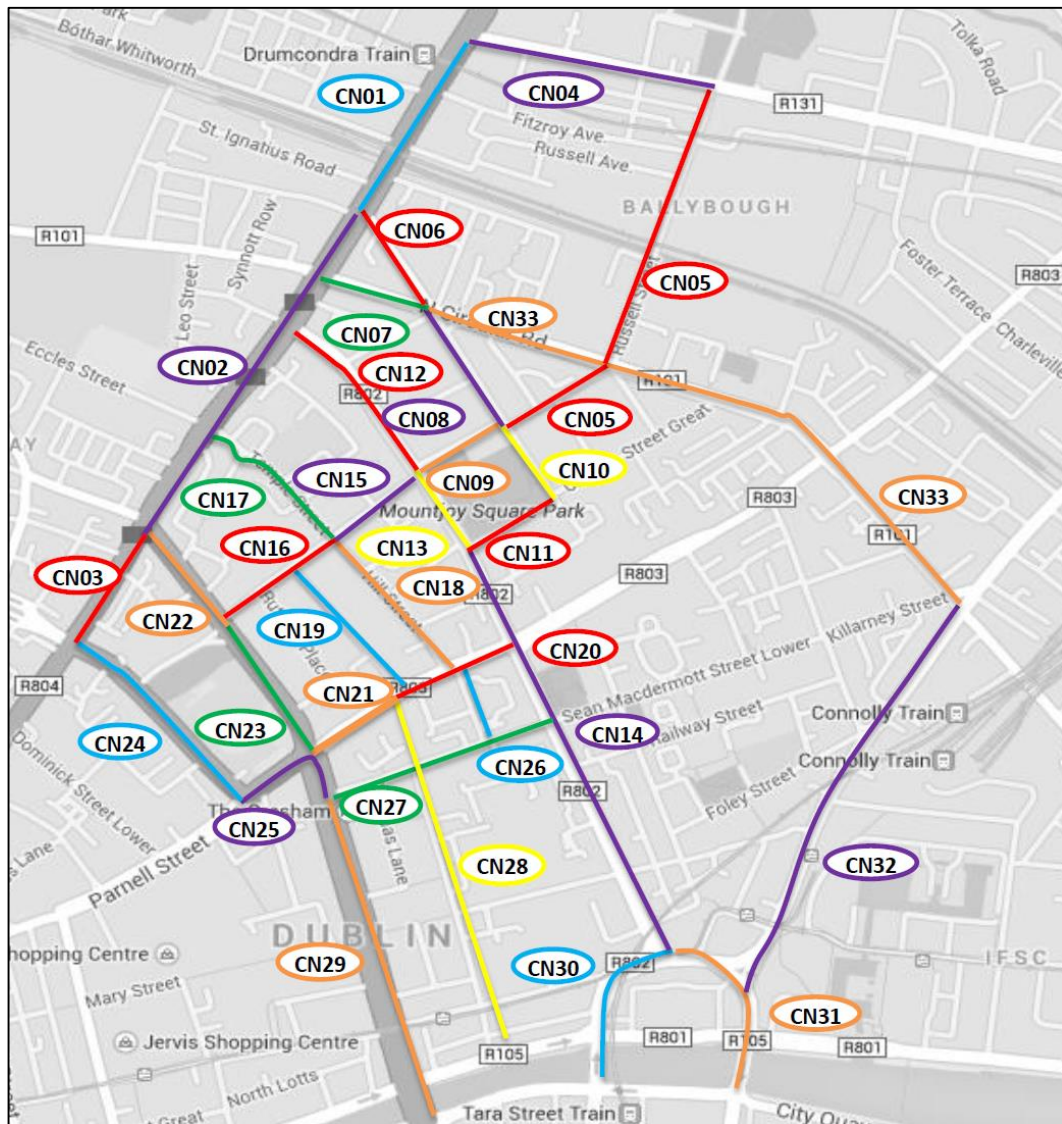 Park
Bóthar Whitworth
Drumcondra Train
Tolka Road
CN01
CN04
R131
Fitzroy Ave.
Russell Ave.
St. Ignatius Road
BALLYBOUGH
R101
CN06
Synnott Row
Leo Street
Foster Terrace
Charleville
R803
CN05
Russell Street
CN33
CN07
Eccles Street
CN02
CN12
R802
CN08
R101
CN05
Street Great
CN10
CN15
CN09
Temple Street
CN17
Mountjoy Square Park
R803
CN33
R101
CN16
CN13
CN11
CN03
CN18
Hill Street
R802
R803
CN22
CN19
Killarney Street
CN20
Sean Macdermott Street Lower
R804
CN21
R803
CN24
CN23
CN14
Railway Street
Connolly Train
Dominick Street Lower
CN26
Connolly Train
R802
Foley Street
CN27
CN25
Parnell Street
CN28
CN32
DUBLIN
CN29
CN30
R802
IFSC
Shopping Centre
Mary Street
CN31
Jervis Shopping Centre
R105
R801
R105
R801
North Lotts
Tara Street Train
City Qua